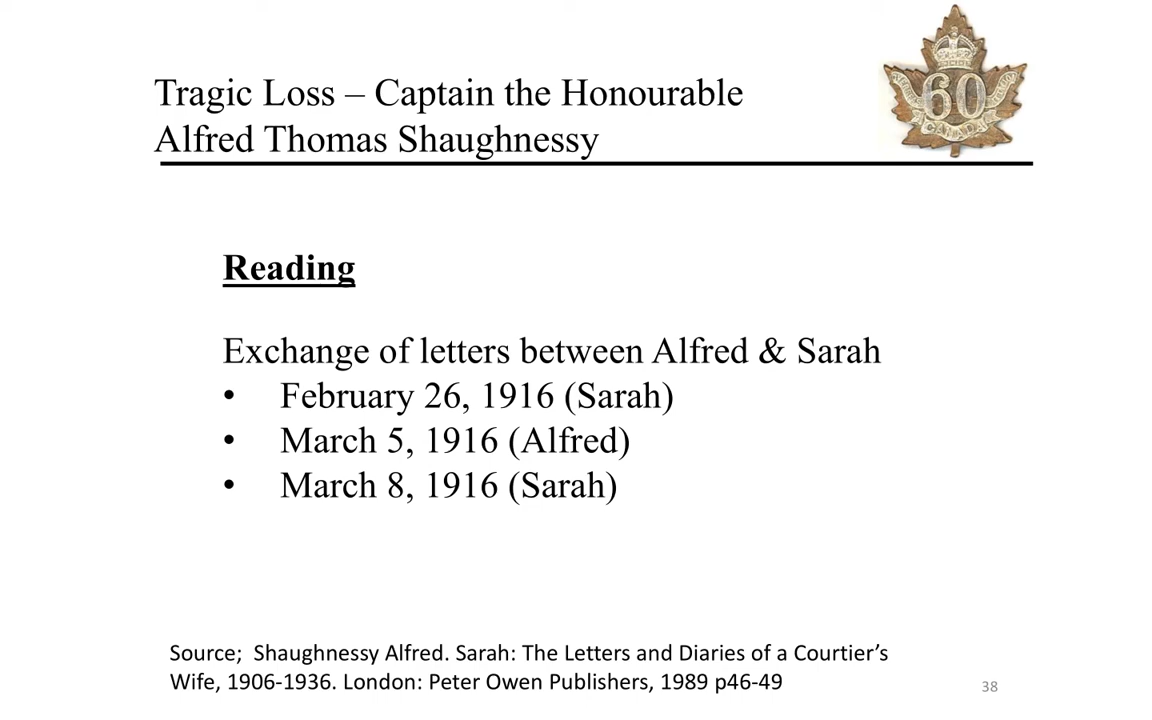 Tragic Loss – Captain the Honourable
Alfred Thomas Shaughnessy
60
CANADA
Reading
Exchange of letters between Alfred & Sarah
• February 26, 1916 (Sarah)
• March 5, 1916 (Alfred)
• March 8, 1916 (Sarah)
Source; Shaughnessy Alfred. Sarah: The Letters and Diaries of a Courtier’s
Wife, 1906-1936. London: Peter Owen Publishers, 1989 p46-49
38